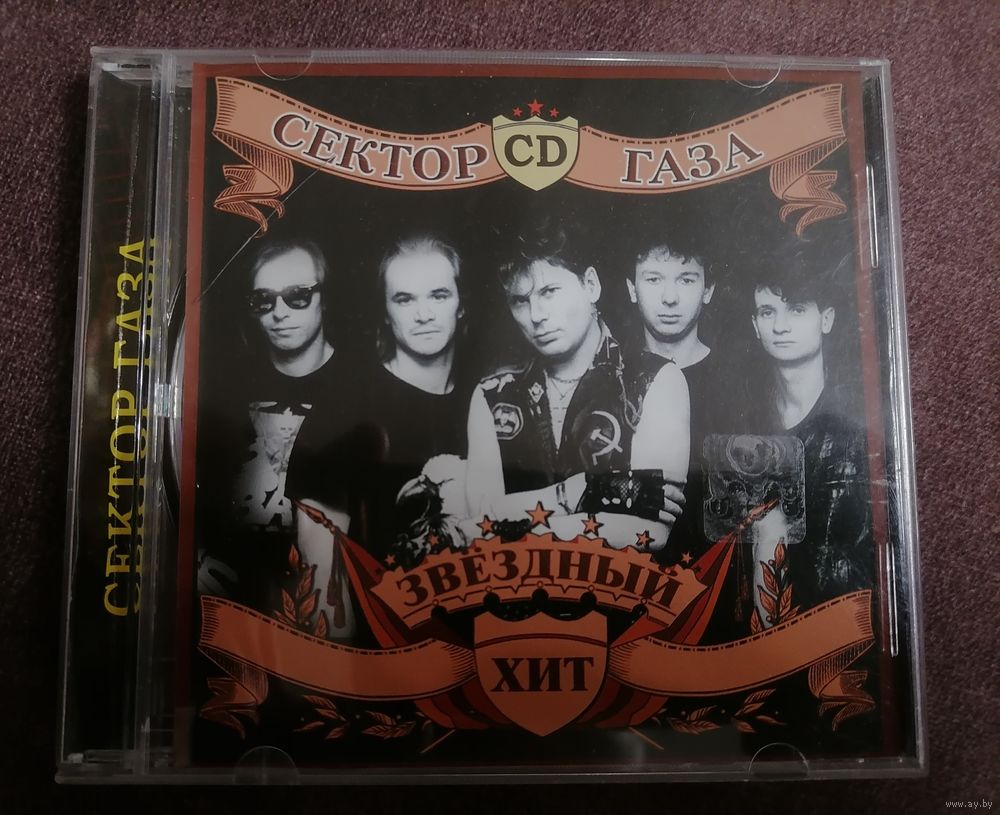 СЕКТОР CD ГАЗА
СЕКТОР ГАЗА
ЗВЁЗДНЫЙ
ХИТ
www.ay.by